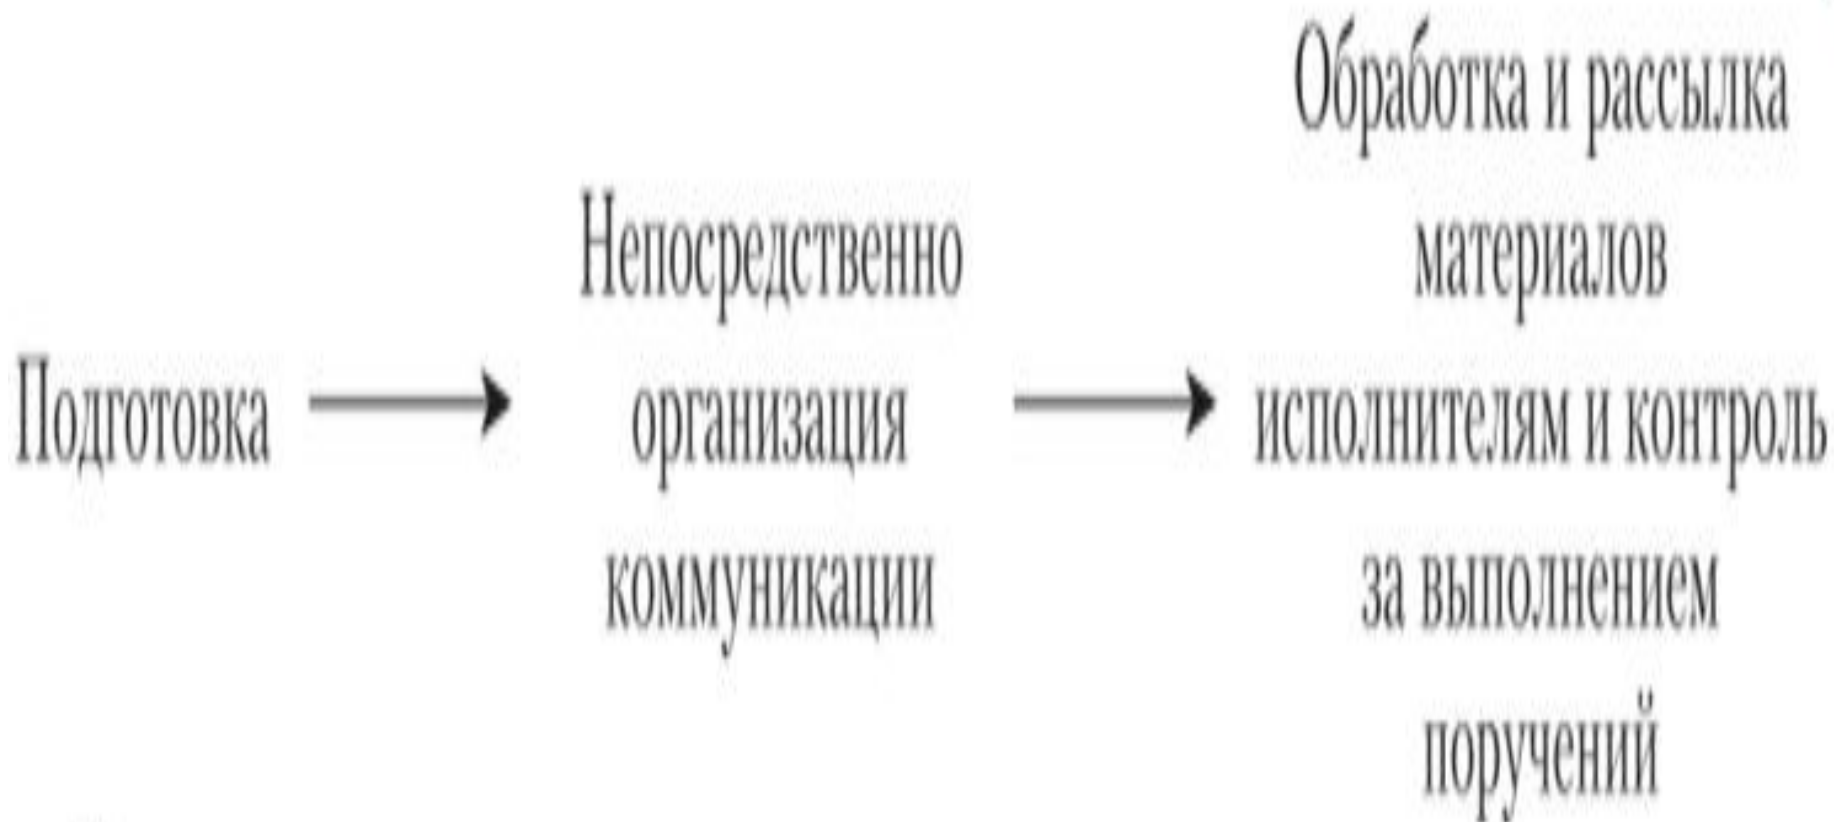 Подготовка
Непосредственно
организация
коммуникации
Обработка и рассылка
материалов
исполнителям и контроль
за выполнением
поручений